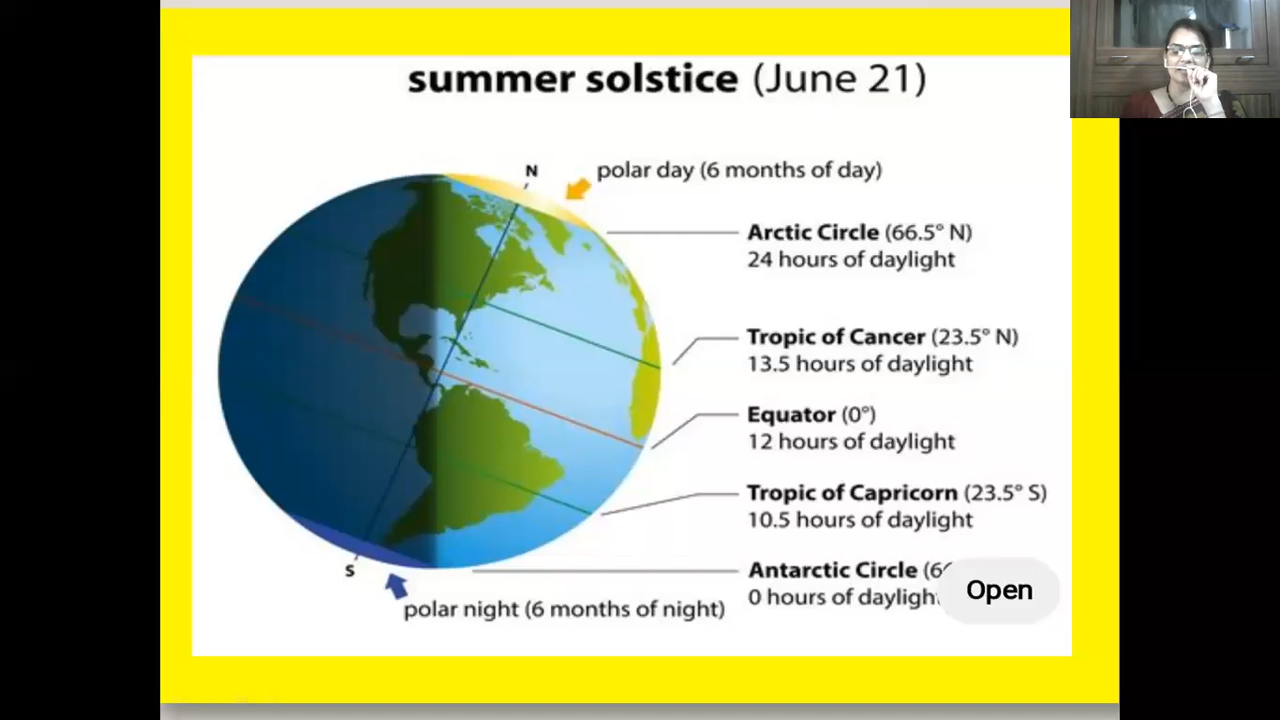 summer solstice (June 21)
N
polar day (6 months of day)
Arctic Circle (66.5° N)
24 hours of daylight
Tropic of Cancer (23.5° N)
13.5 hours of daylight
Equator (0°)
12 hours of daylight
Tropic of Capricorn (23.5° S)
10.5 hours of daylight
Antarctic Circle
0 hours of
S
polar night (6 months of night)
Open